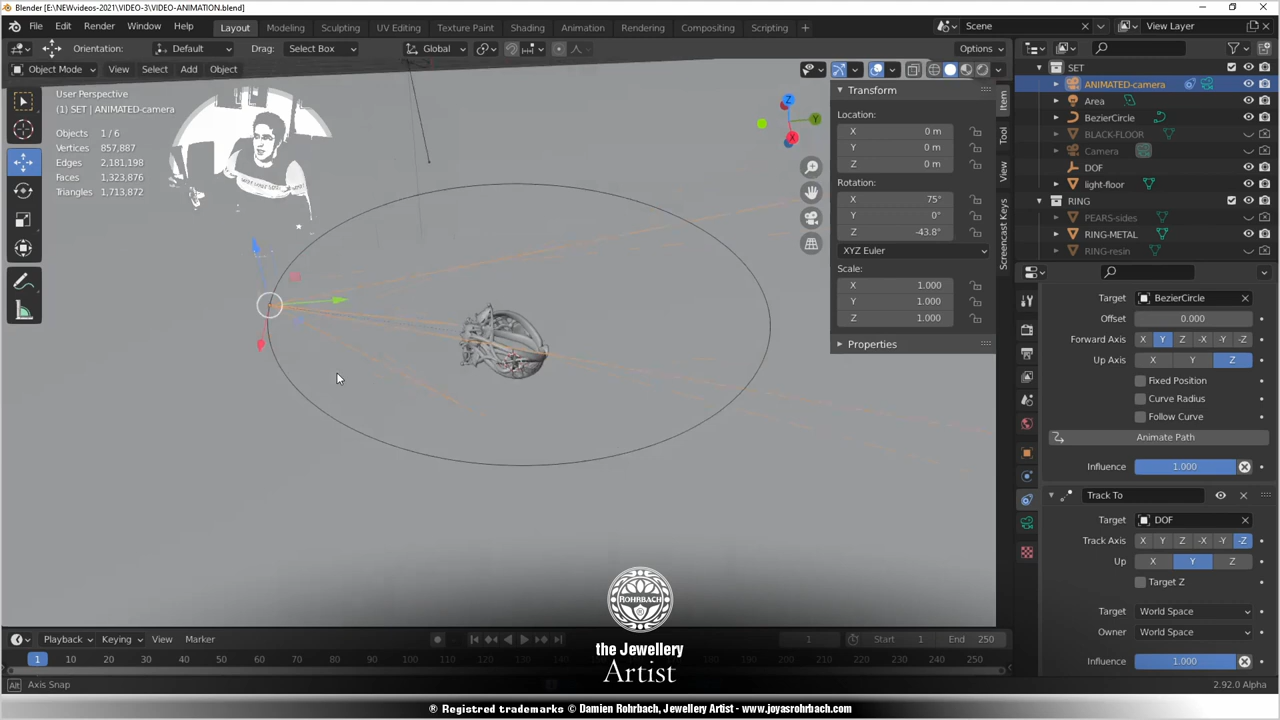 Blender [E:\NEWvideos-2021\VIDEO-3\VIDEO-ANIMATION.blend]
File Edit Render Window Help
Layout Modeling Sculpting UV Editing Texture Paint Shading Animation Rendering Compositing Scripting
Scene
View Layer
Orientation: Default Drag: Select Box
Global
Options
Object Mode View Select Add Object
User Perspective
(1) SET | ANIMATED-camera
Objects 1 / 6
Vertices 857,887
Edges 2,181,198
Faces 1,323,876
Triangles 1,713,872
Z
Y
X
Transform
Location:
X 0 m
Y 0 m
Z 0 m
Rotation:
X 75°
Y 0°
Z -43.8°
XYZ Euler
Scale:
X 1.000
Y 1.000
Z 1.000
Properties
Item
Tool
View
Screencast Keys
SET
ANIMATED-camera
Area
BezierCircle
BLACK-FLOOR
Camera
DOF
light-floor
RING
PEARS-sides
RING-METAL
RING-resin
Target BezierCircle
Offset 0.000
Forward Axis X Y Z -X -Y -Z
Up Axis X Y Z
Fixed Position
Curve Radius
Follow Curve
Animate Path
Influence 1.000
Track To
Target DOF
Track Axis X Y Z -X -Y -Z
Up X Y Z
Target Z
Target World Space
Owner World Space
Influence 1.000
ROHRBACH
the Jewellery
Artist
Playback Keying View Marker
1 Start 1 End 250
1 10 20 30 40 50 60 70 80 90 100 110 120 130 140 150 160 170 180 190 200 210 220 230 240 250
Alt Axis Snap
2.92.0 Alpha
® Registered trademarks © Damien Rohrbach, Jewellery Artist - www.joyasrohrbach.com